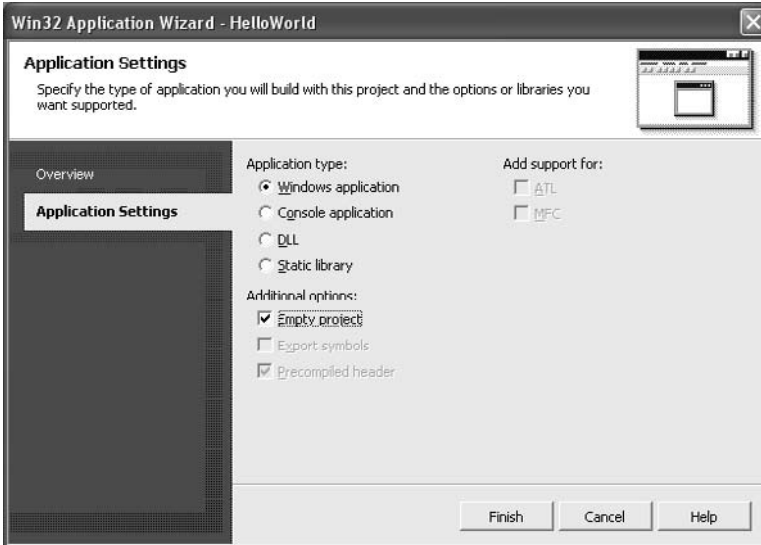 Win32 Application Wizard - HelloWorld
Application Settings
Specify the type of application you will build with this project and the options or libraries you
want supported.
Overview
Application Settings
Application type:
Windows application
Console application
DLL
Static library
Additional options:
Empty project
Export symbols
Precompiled header
Add support for:
ATL
MFC
Finish
Cancel
Help